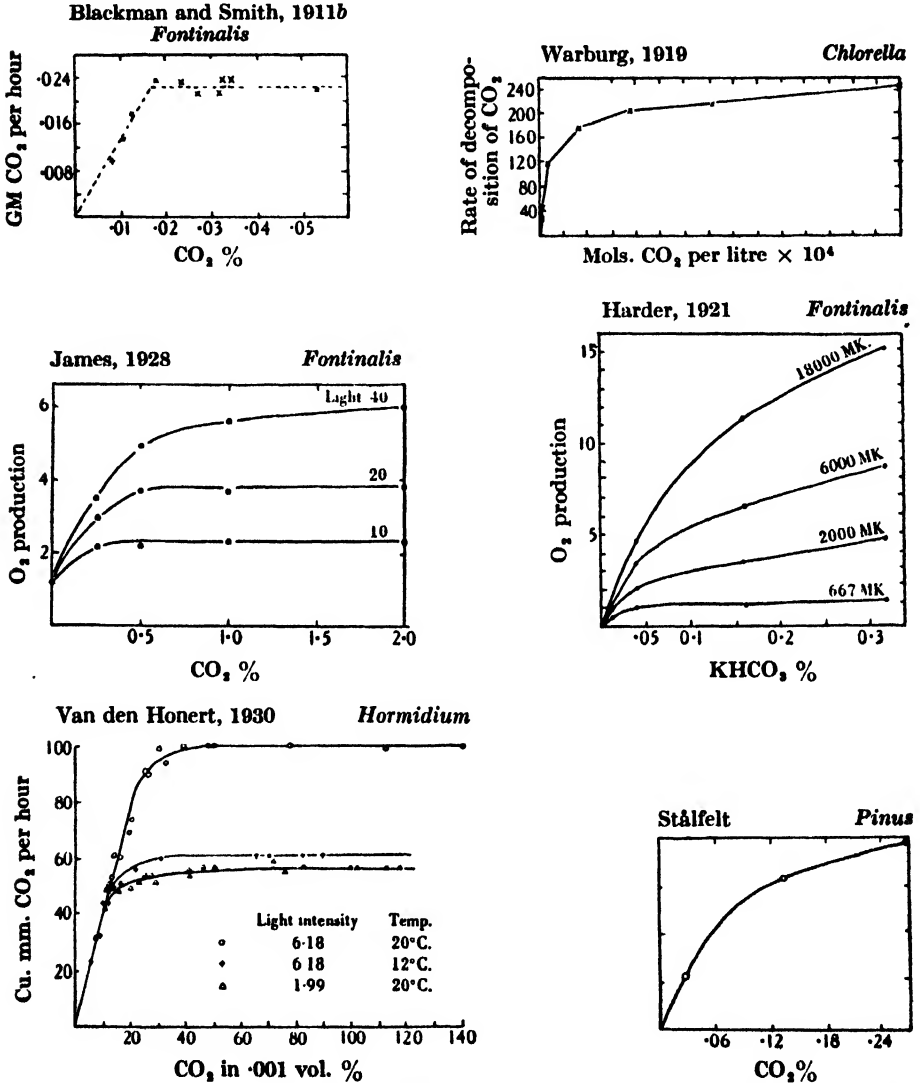 Blackman and Smith, 1911b
Fontinalis
GM CO₂ per hour
·024
·016
·008
·01 ·02 ·03 ·04 ·05
CO₂ %
Warburg, 1919 Chlorella
Rate of decompo-
sition of CO₂
240
200
160
120
80
40
Mols. CO₂ per litre × 10⁴
James, 1928 Fontinalis
O₂ production
6
4
2
Light 40
20
10
0·5 1·0 1·5 2·0
CO₂ %
Harder, 1921 Fontinalis
O₂ production
15
10
5
18000 MK.
6000 MK
2000 MK
667 MK
·05 0·1 0·2 0·3
KHCO₃ %
Van den Honert, 1930 Hormidium
Cu. mm. CO₂ per hour
100
80
60
40
20
Light intensity Temp.
6·18 20°C.
6 18 12°C.
1·99 20°C.
20 40 60 80 100 120 140
CO₂ in ·001 vol. %
Stålfelt Pinus
·06 ·12 ·18 ·24
CO₂%